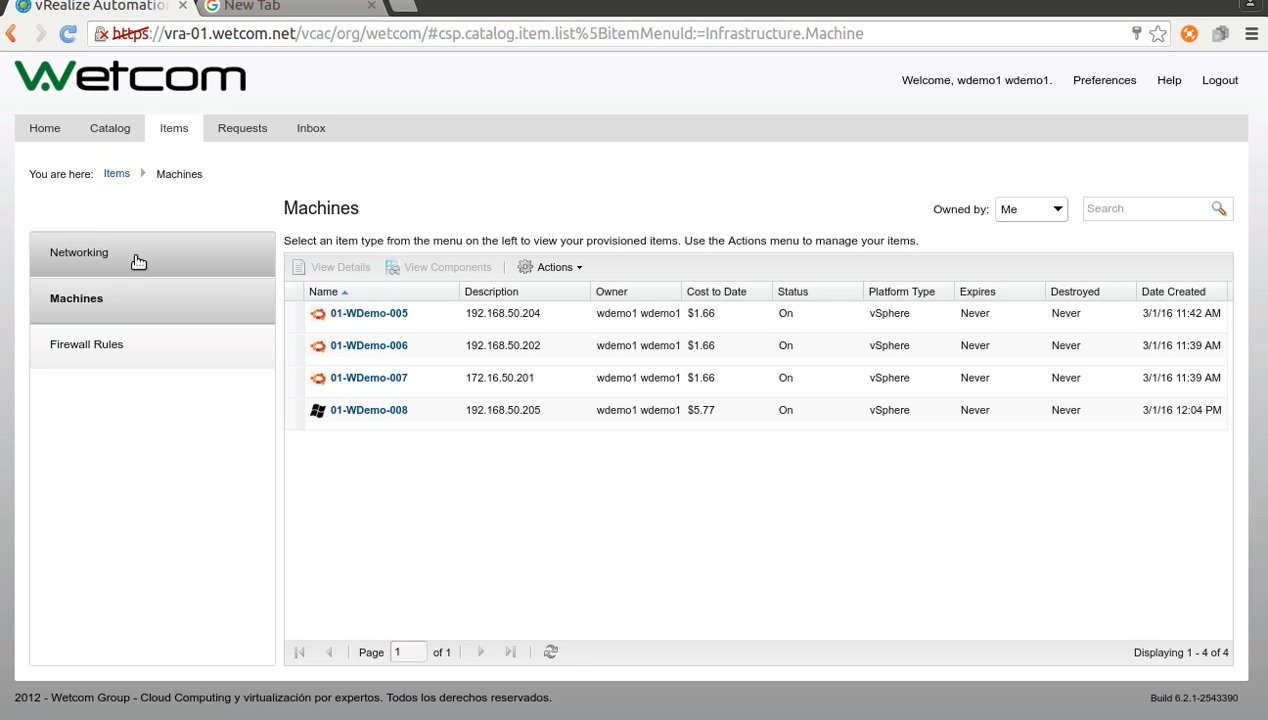 vRealize Automation
New Tab
https://vra-01.wetcom.net/vcac/org/wetcom/#csp.catalog.item.list%5BitemMenuId:=Infrastructure.Machine
Wetcom
Welcome, wdemo1 wdemo1. Preferences Help Logout
Home Catalog Items Requests Inbox
You are here: Items Machines
Machines
Owned by: Me Search
Networking
Machines
Firewall Rules
Select an item type from the menu on the left to view your provisioned items. Use the Actions menu to manage your items.
View Details View Components Actions
Name Description Owner Cost to Date Status Platform Type Expires Destroyed Date Created
01-WDemo-005 192.168.50.204 wdemo1 wdemo1 $1.66 On vSphere Never Never 3/1/16 11:42 AM
01-WDemo-006 192.168.50.202 wdemo1 wdemo1 $1.66 On vSphere Never Never 3/1/16 11:39 AM
01-WDemo-007 172.16.50.201 wdemo1 wdemo1 $1.66 On vSphere Never Never 3/1/16 11:39 AM
01-WDemo-008 192.168.50.205 wdemo1 wdemo1 $5.77 On vSphere Never Never 3/1/16 12:04 PM
Page 1 of 1 Displaying 1 - 4 of 4
2012 - Wetcom Group - Cloud Computing y virtualización por expertos. Todos los derechos reservados. Build 6.2.1-2543390